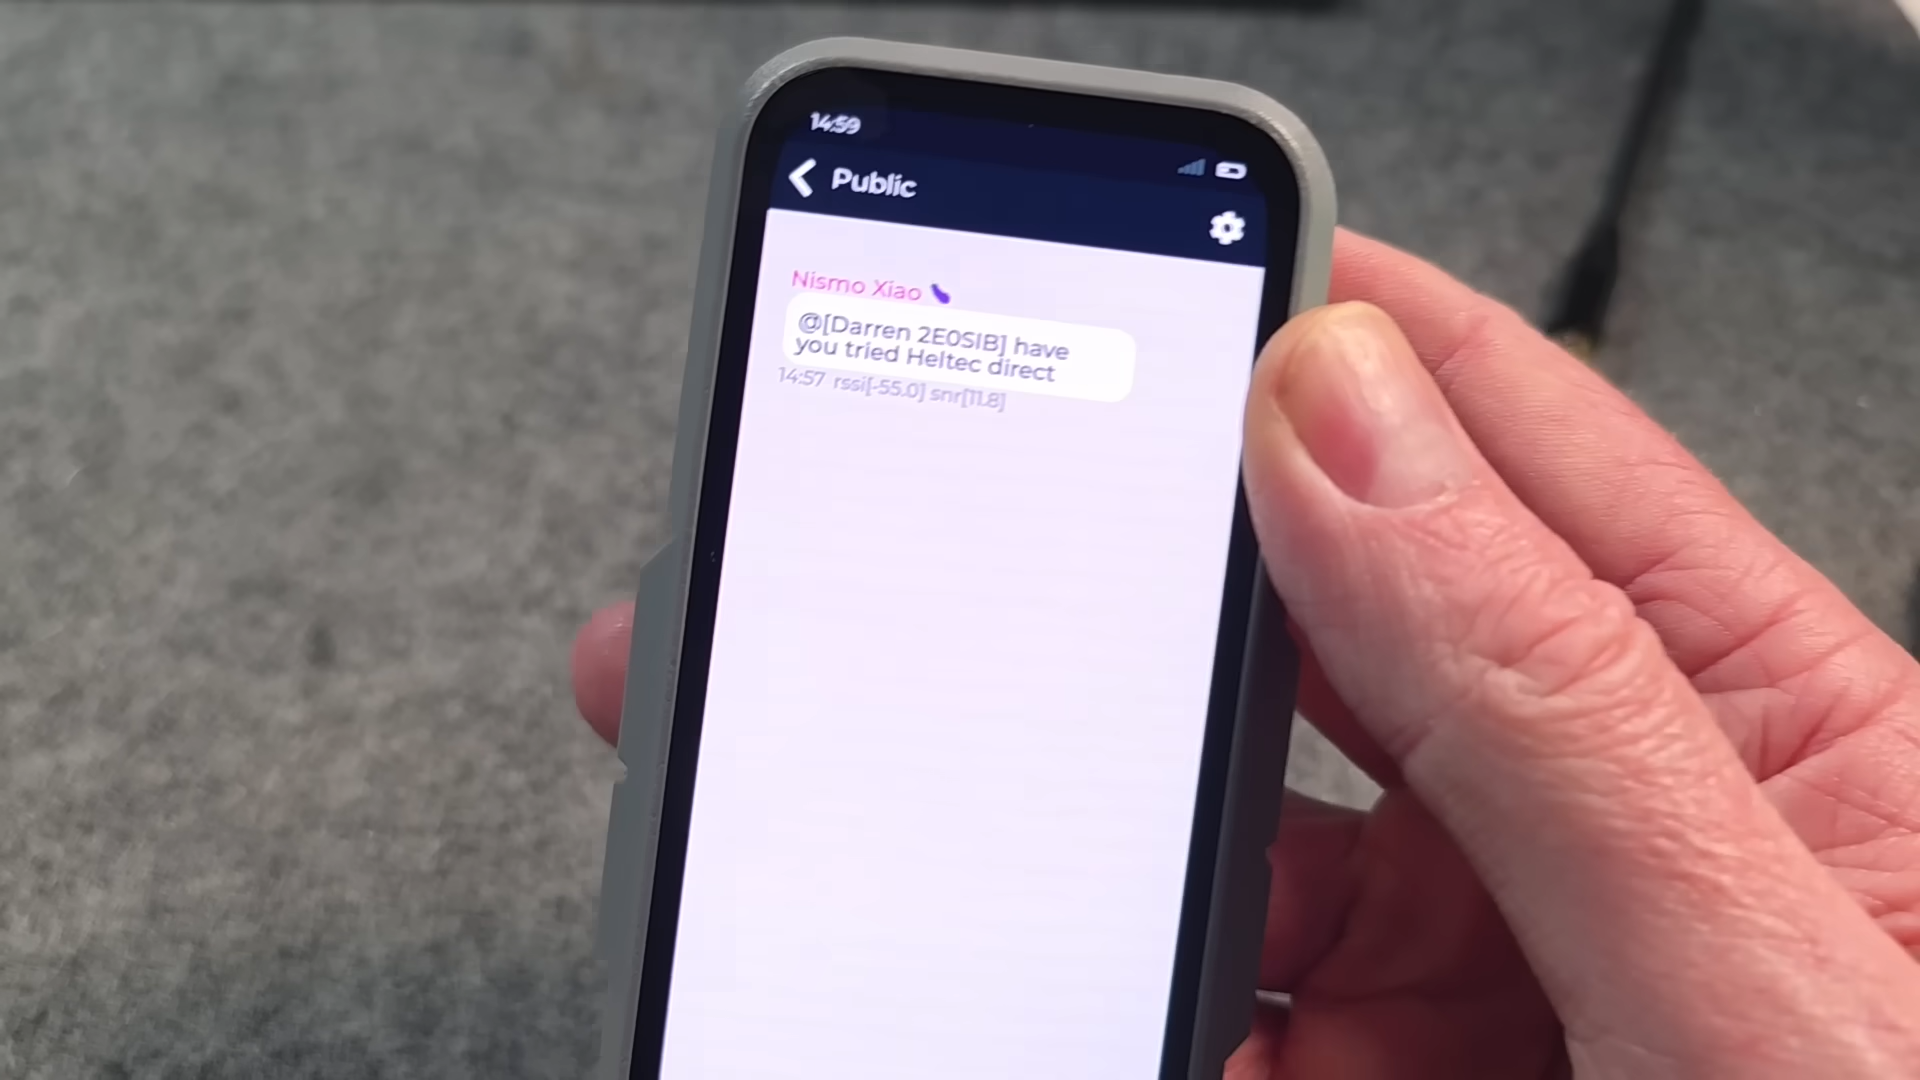 14:59
Public
Nismo Xiao 🍆
@[Darren 2E0SIB] have
you tried Heltec direct
14:57 rssi[-55.0] snr[11.8]